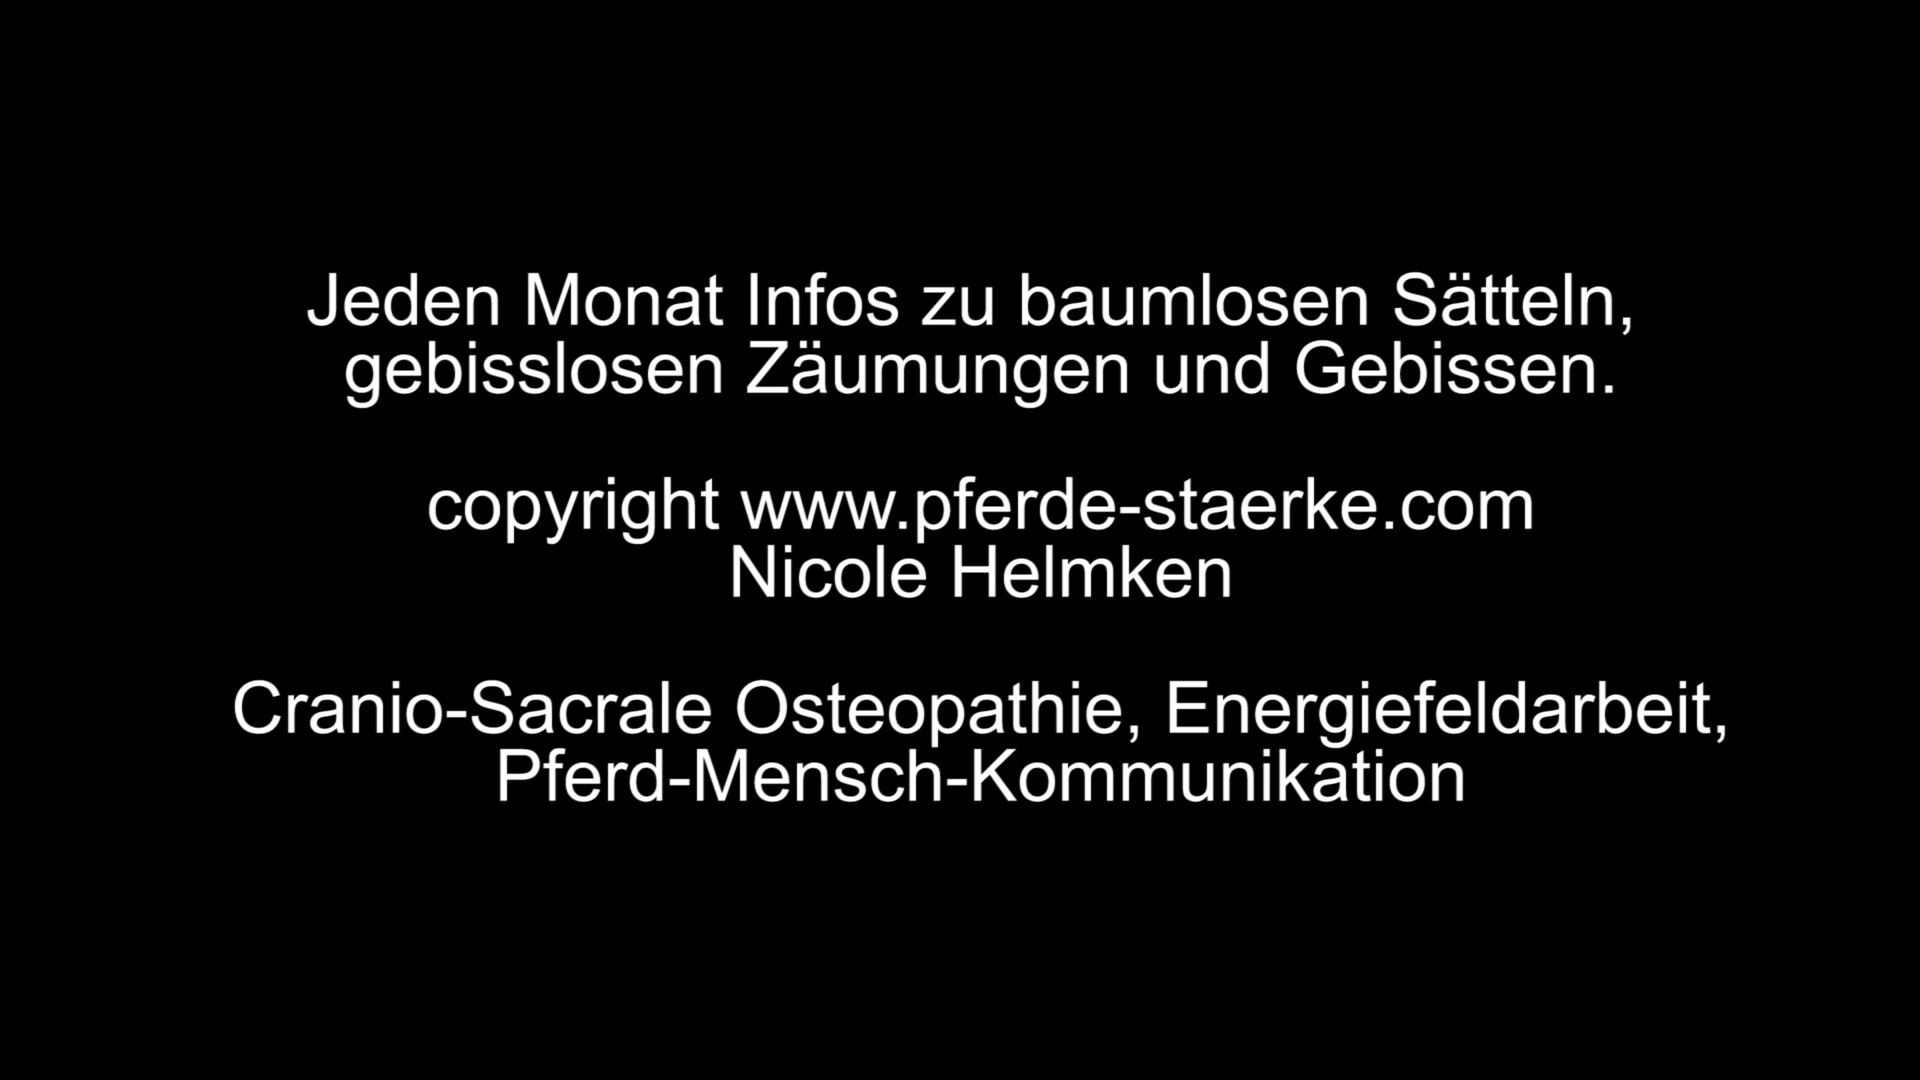 Jeden Monat Infos zu baumlosen Sätteln,
gebisslosen Zäumungen und Gebissen.
copyright www.pferde-staerke.com
Nicole Helmken
Cranio-Sacrale Osteopathie, Energiefeldarbeit,
Pferd-Mensch-Kommunikation